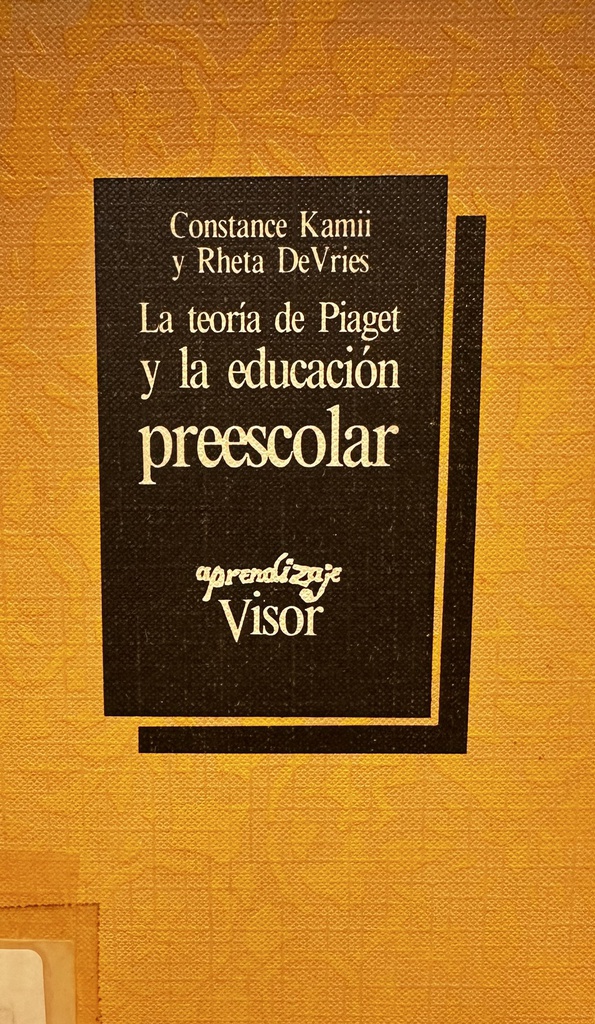 Constance Kamii
y Rheta DeVries
La teoría de Piaget
y la educación
preescolar
aprendizaje
Visor